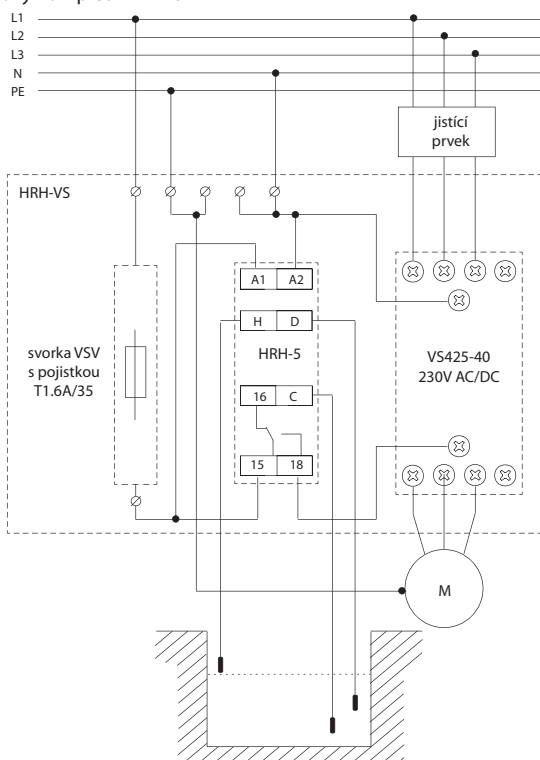 L1
L2
L3
N
PE
jistící
prvek
HRH-VS
A1 A2
H D
HRH-5
16 C
15 18
svorka VSV
s pojistkou
T1.6A/35
VS425-40
230V AC/DC
M